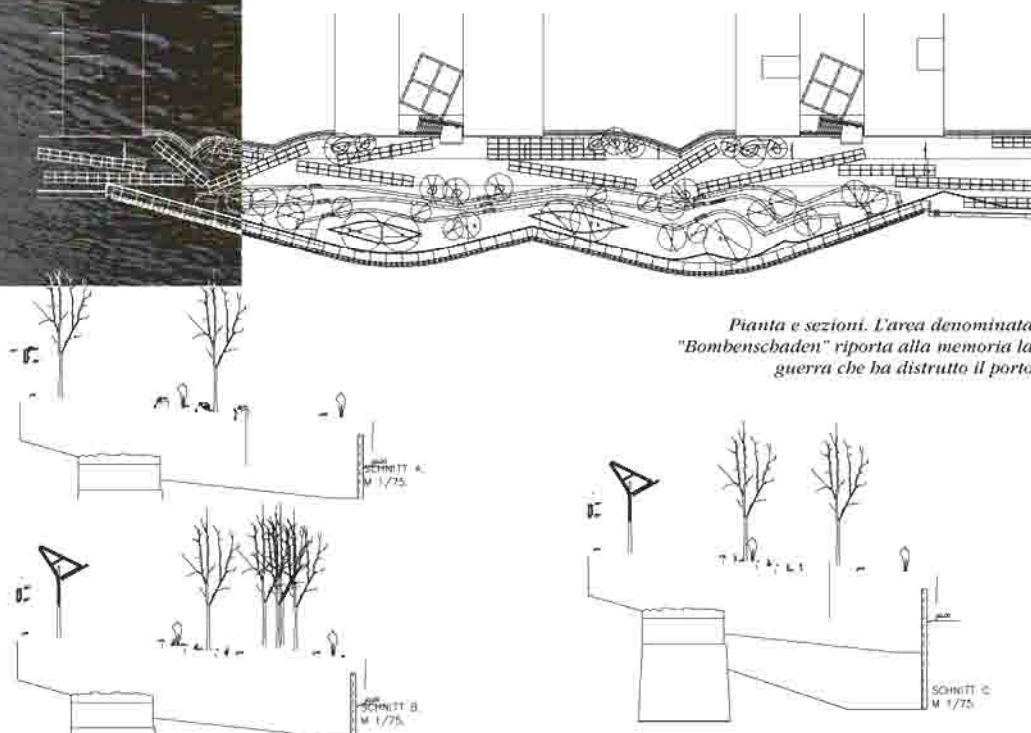 Pianta e sezioni. L'area denominata
"Bombenschaden" riporta alla memoria la
guerra che ha distrutto il porto
SCHNITT A.
M 1/75.
SCHNITT B.
M 1/75.
SCHNITT C.
M 1/75.